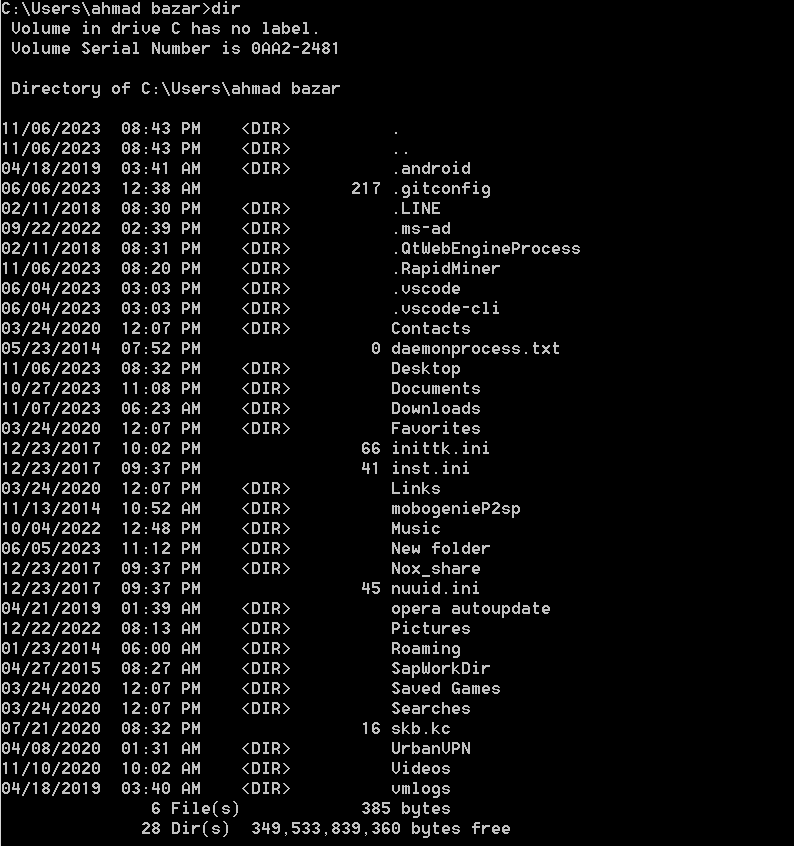 C:\Users\ahmad bazar>dir
 Volume in drive C has no label.
 Volume Serial Number is 0AA2-2481

 Directory of C:\Users\ahmad bazar

11/06/2023  08:43 PM    <DIR>          .
11/06/2023  08:43 PM    <DIR>          ..
04/18/2019  03:41 AM    <DIR>          .android
06/06/2023  12:38 AM               217 .gitconfig
02/11/2018  08:30 PM    <DIR>          .LINE
09/22/2022  02:39 PM    <DIR>          .ms-ad
02/11/2018  08:31 PM    <DIR>          .QtWebEngineProcess
11/06/2023  08:20 PM    <DIR>          .RapidMiner
06/04/2023  03:03 PM    <DIR>          .vscode
06/04/2023  03:03 PM    <DIR>          .vscode-cli
03/24/2020  12:07 PM    <DIR>          Contacts
05/23/2014  07:52 PM                 0 daemonprocess.txt
11/06/2023  08:32 PM    <DIR>          Desktop
10/27/2023  11:08 PM    <DIR>          Documents
11/07/2023  06:23 AM    <DIR>          Downloads
03/24/2020  12:07 PM    <DIR>          Favorites
12/23/2017  10:02 PM                66 inittk.ini
12/23/2017  09:37 PM                41 inst.ini
03/24/2020  12:07 PM    <DIR>          Links
11/13/2014  10:52 AM    <DIR>          mobogenieP2sp
10/04/2022  12:48 PM    <DIR>          Music
06/05/2023  11:12 PM    <DIR>          New folder
12/23/2017  09:37 PM    <DIR>          Nox_share
12/23/2017  09:37 PM                45 nuuid.ini
04/21/2019  01:39 AM    <DIR>          opera autoupdate
12/22/2022  08:13 AM    <DIR>          Pictures
01/23/2014  06:00 AM    <DIR>          Roaming
04/27/2015  08:27 AM    <DIR>          SapWorkDir
03/24/2020  12:07 PM    <DIR>          Saved Games
03/24/2020  12:07 PM    <DIR>          Searches
07/21/2020  08:32 PM                16 skb.kc
04/08/2020  01:31 AM    <DIR>          UrbanVPN
11/10/2020  10:02 AM    <DIR>          Videos
04/18/2019  03:40 AM    <DIR>          vmlogs
               6 File(s)            385 bytes
              28 Dir(s)  349,533,839,360 bytes free